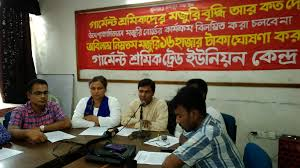 গার্মেন্ট শ্রমিকদের মজুরি বৃদ্ধি আর কত দে
মজুরি বোর্ডের কার্যক্রম বিলম্বিত করা চলবেনা
অবিলম্বে নিম্নতম মজুরি ১৬ হাজার টাকা ঘোষণা কর
গার্মেন্ট শ্রমিক ট্রেড ইউনিয়ন কেন্দ্র